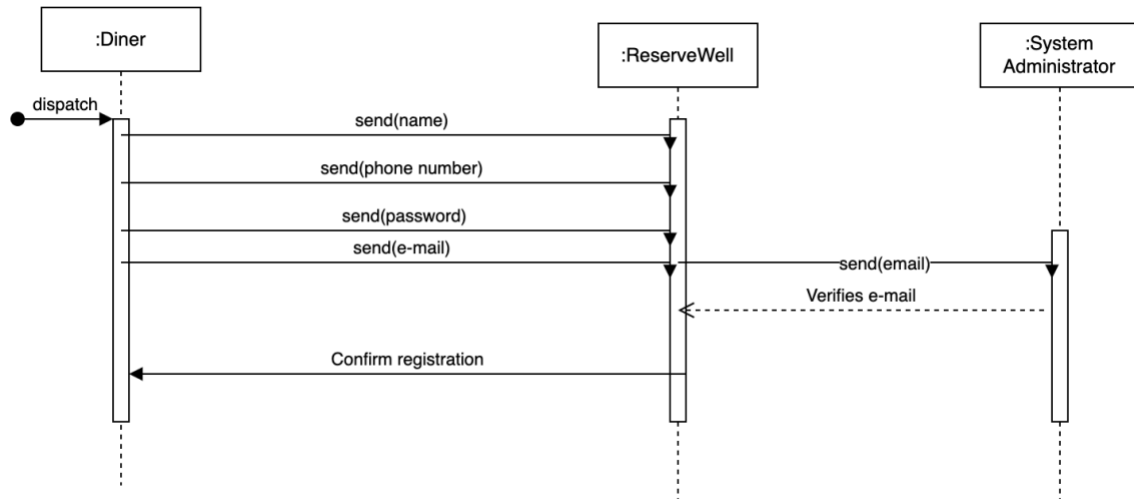 :Diner
:ReserveWell
:System
Administrator
dispatch
send(name)
send(phone number)
send(password)
send(e-mail)
send(email)
Verifies e-mail
Confirm registration